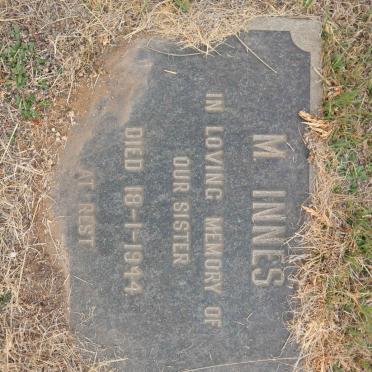 M INNES
IN LOVING MEMORY OF
OUR SISTER
DIED 18-1-1944
AT REST